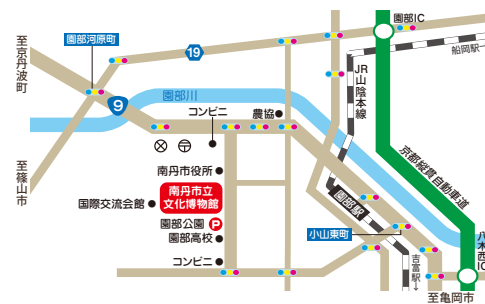 園部IC
船岡駅
至京丹波町
園部河原町
19
JR山陰本線
9
園部川
コンビニ
農協
京都縦貫自動車道
南丹市役所
至篠山市
国際交流会館
南丹市立
文化博物館
園部駅
園部公園 P
園部高校
小山東町
八木西IC
コンビニ
吉富駅
至亀岡市